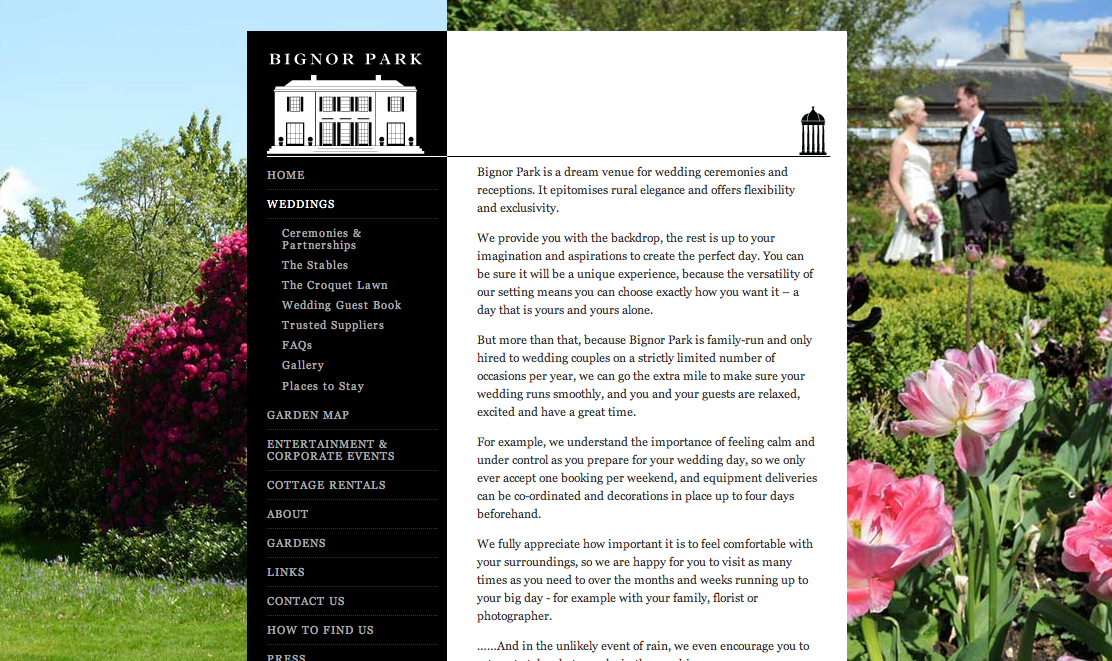 BIGNOR PARK
HOME
WEDDINGS
Ceremonies &
Partnerships
The Stables
The Croquet Lawn
Wedding Guest Book
Trusted Suppliers
FAQs
Gallery
Places to Stay
GARDEN MAP
ENTERTAINMENT &
CORPORATE EVENTS
COTTAGE RENTALS
ABOUT
GARDENS
LINKS
CONTACT US
HOW TO FIND US
PRESS
Bignor Park is a dream venue for wedding ceremonies and
receptions. It epitomises rural elegance and offers flexibility
and exclusivity.
We provide you with the backdrop, the rest is up to your
imagination and aspirations to create the perfect day. You can
be sure it will be a unique experience, because the versatility of
our setting means you can choose exactly how you want it – a
day that is yours and yours alone.
But more than that, because Bignor Park is family-run and only
hired to wedding couples on a strictly limited number of
occasions per year, we can go the extra mile to make sure your
wedding runs smoothly, and you and your guests are relaxed,
excited and have a great time.
For example, we understand the importance of feeling calm and
under control as you prepare for your wedding day, so we only
ever accept one booking per weekend, and equipment deliveries
can be co-ordinated and decorations in place up to four days
beforehand.
We fully appreciate how important it is to feel comfortable with
your surroundings, so we are happy for you to visit as many
times as you need to over the months and weeks running up to
your big day - for example with your family, florist or
photographer.
……And in the unlikely event of rain, we even encourage you to